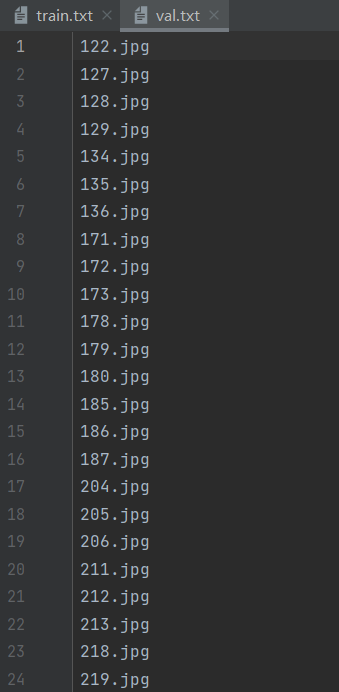 train.txt val.txt
1 122.jpg
2 127.jpg
3 128.jpg
4 129.jpg
5 134.jpg
6 135.jpg
7 136.jpg
8 171.jpg
9 172.jpg
10 173.jpg
11 178.jpg
12 179.jpg
13 180.jpg
14 185.jpg
15 186.jpg
16 187.jpg
17 204.jpg
18 205.jpg
19 206.jpg
20 211.jpg
21 212.jpg
22 213.jpg
23 218.jpg
24 219.jpg